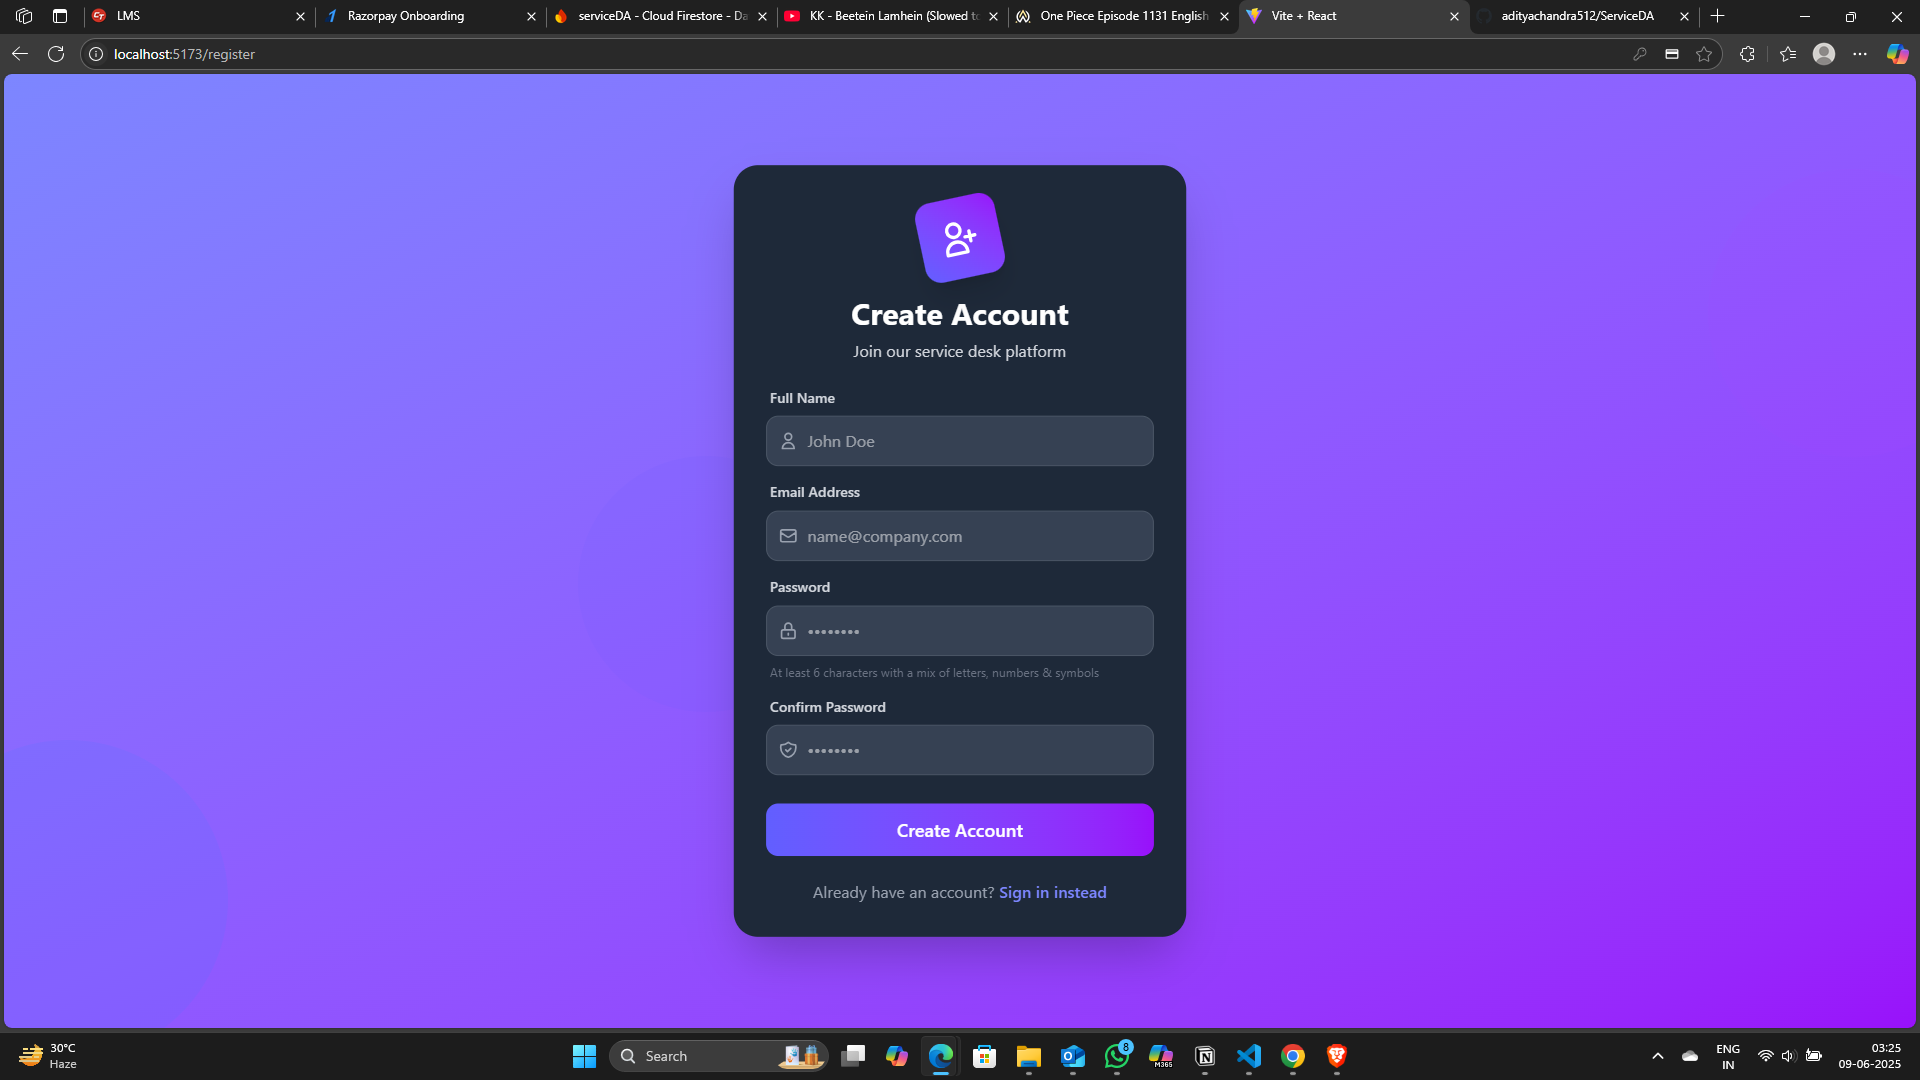 LMS
Razorpay Onboarding
serviceDA - Cloud Firestore - Da
KK - Beetein Lamhein (Slowed to
One Piece Episode 1131 English
Vite + React
adityachandra512/ServiceDA
localhost:5173/register
Create Account
Join our service desk platform
Full Name
John Doe
Email Address
name@company.com
Password
••••••••
At least 6 characters with a mix of letters, numbers & symbols
Confirm Password
••••••••
Create Account
Already have an account? Sign in instead
30°C
Haze
Search
8
M365
ENG
IN
03:25
09-06-2025